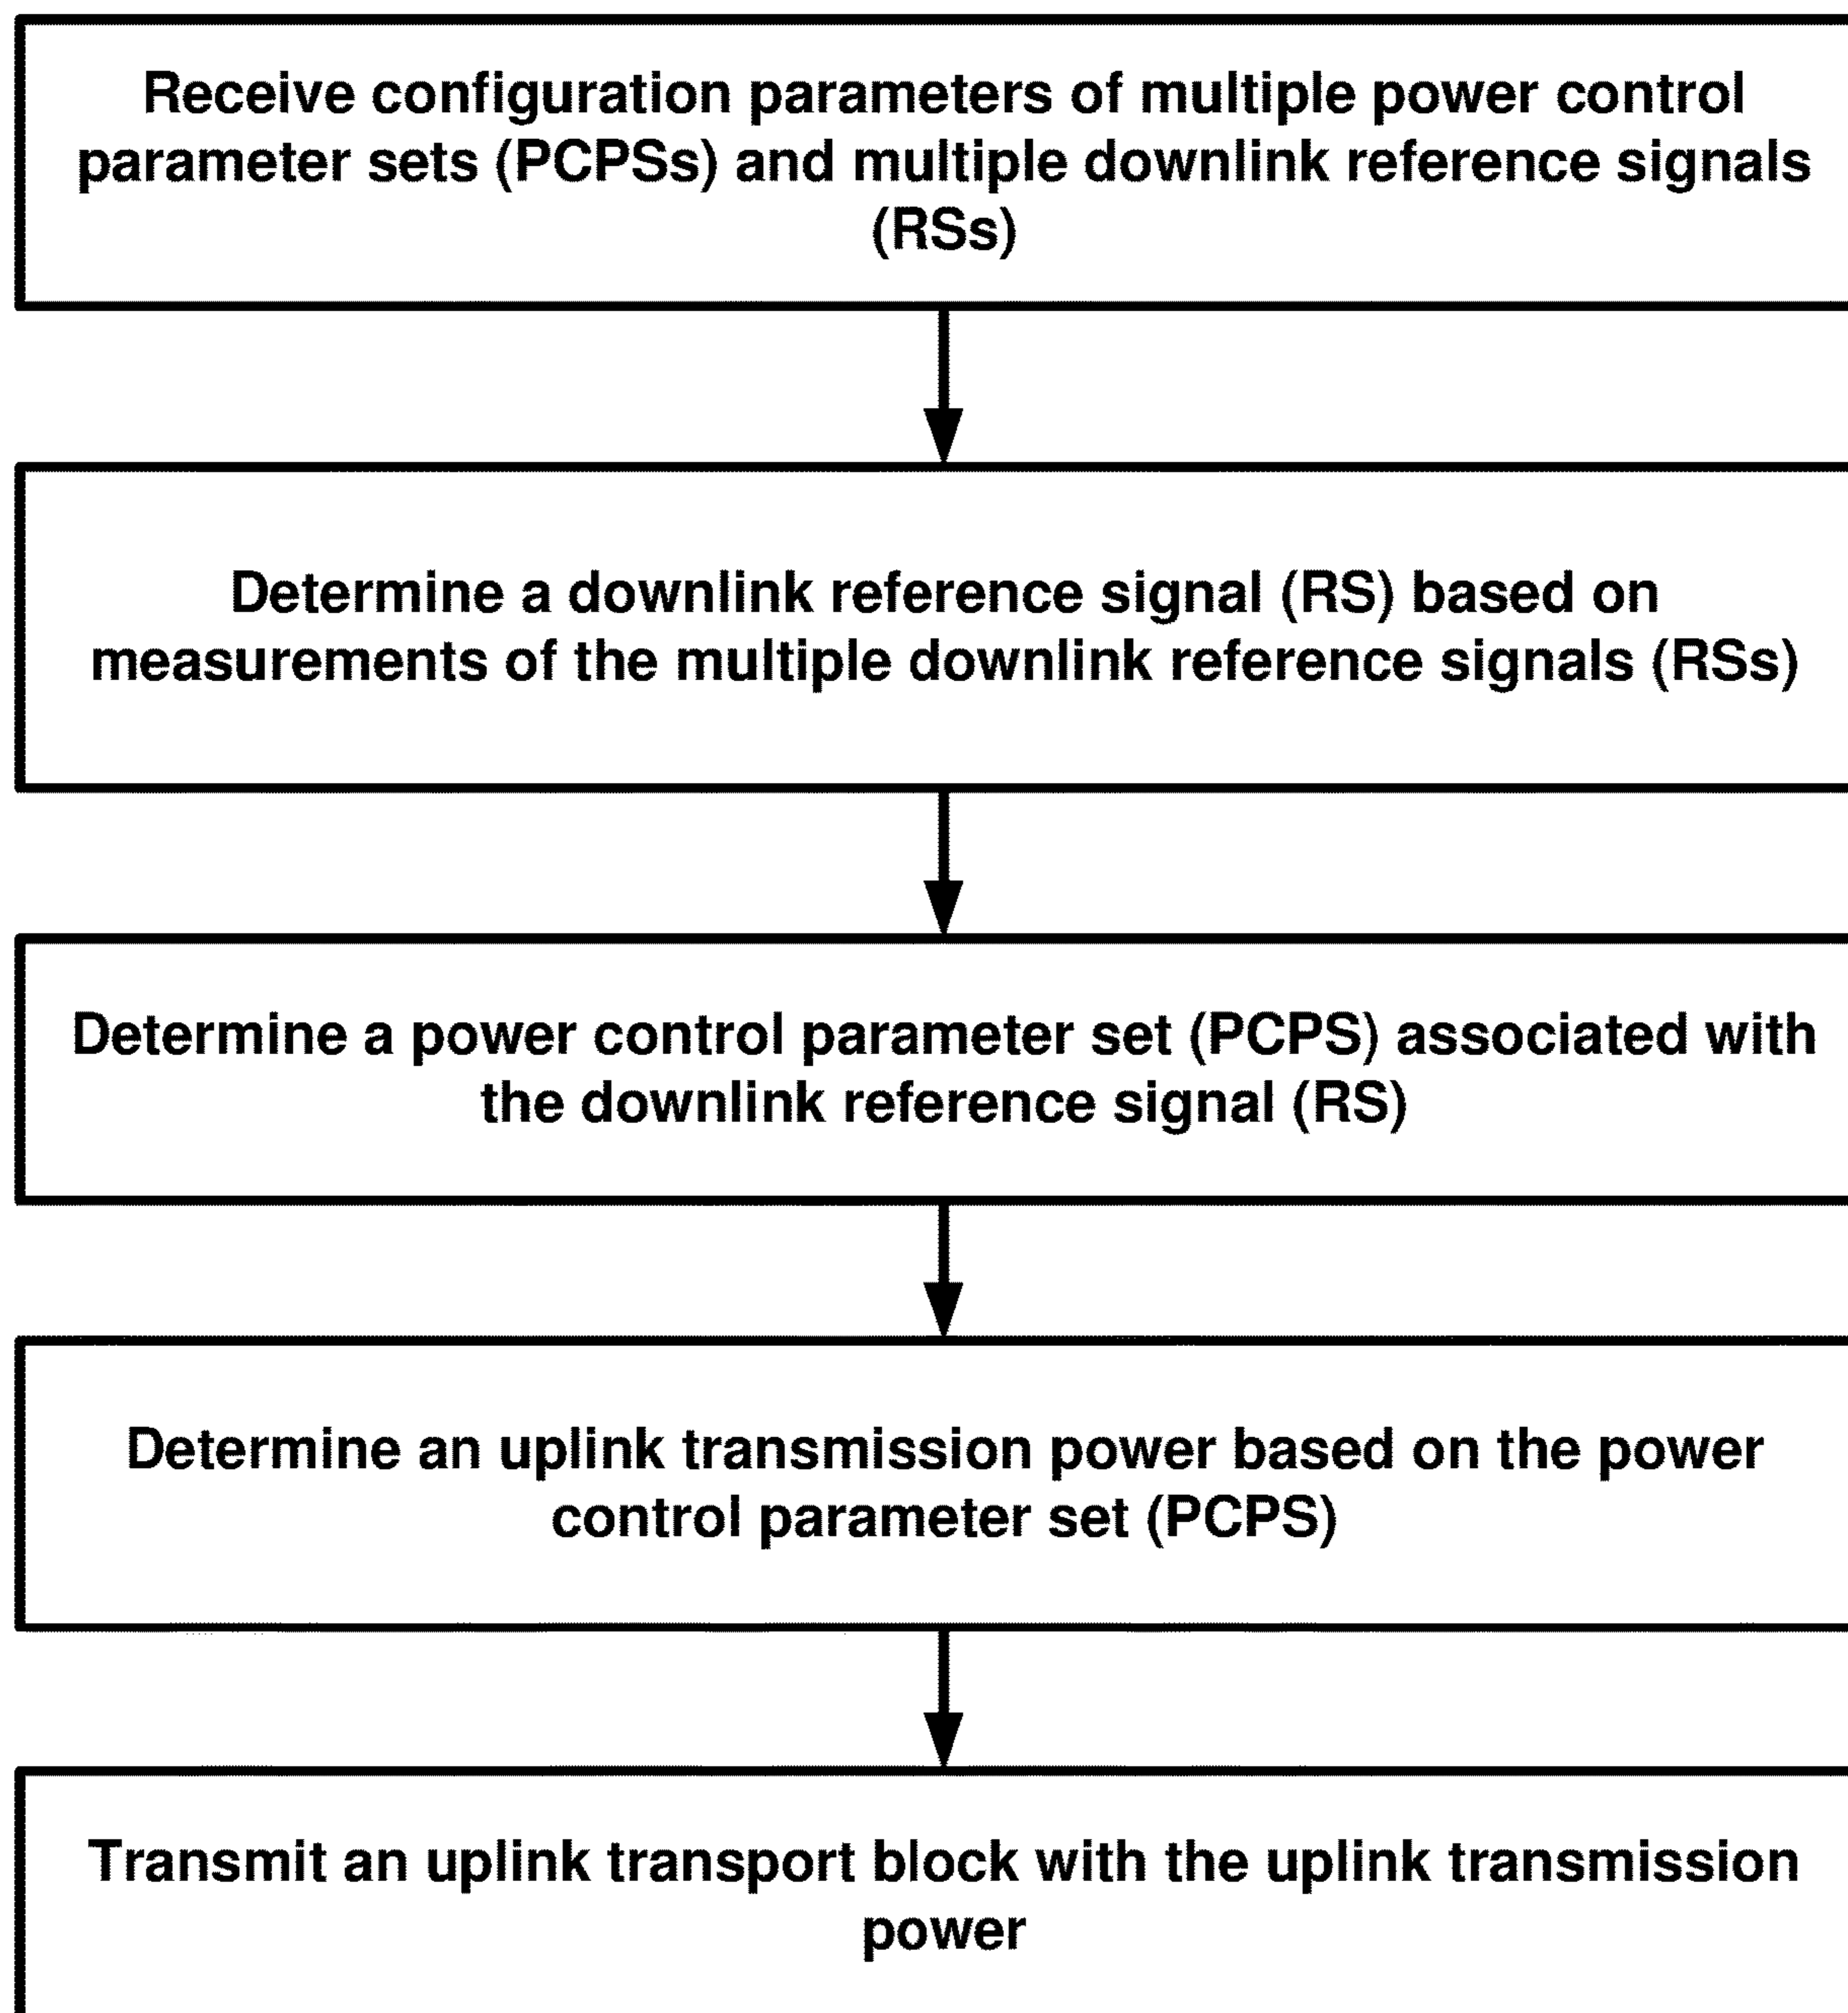 Receive configuration parameters of multiple power control
parameter sets (PCPSs) and multiple downlink reference signals
(RSs)
Determine a downlink reference signal (RS) based on
measurements of the multiple downlink reference signals (RSs)
Determine a power control parameter set (PCPS) associated with
the downlink reference signal (RS)
Determine an uplink transmission power based on the power
control parameter set (PCPS)
Transmit an uplink transport block with the uplink transmission
power